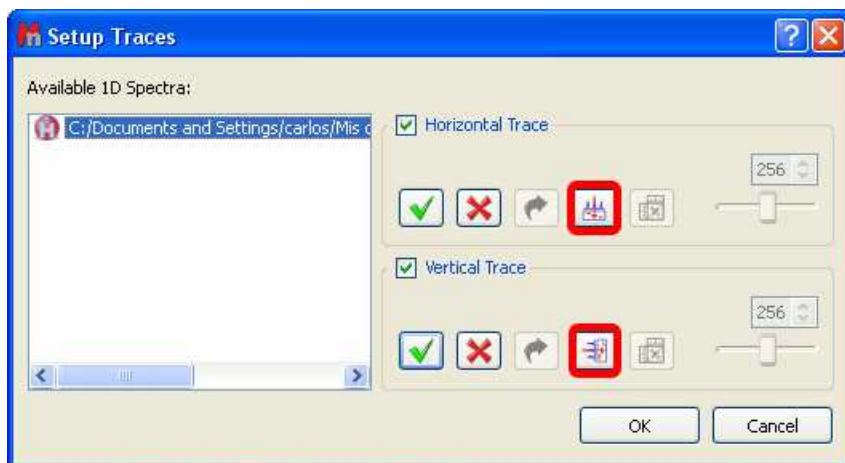 Setup Traces
Available 1D Spectra:
C:/Documents and Settings/carlos/Mis
Horizontal Trace
256
Vertical Trace
256
OK
Cancel